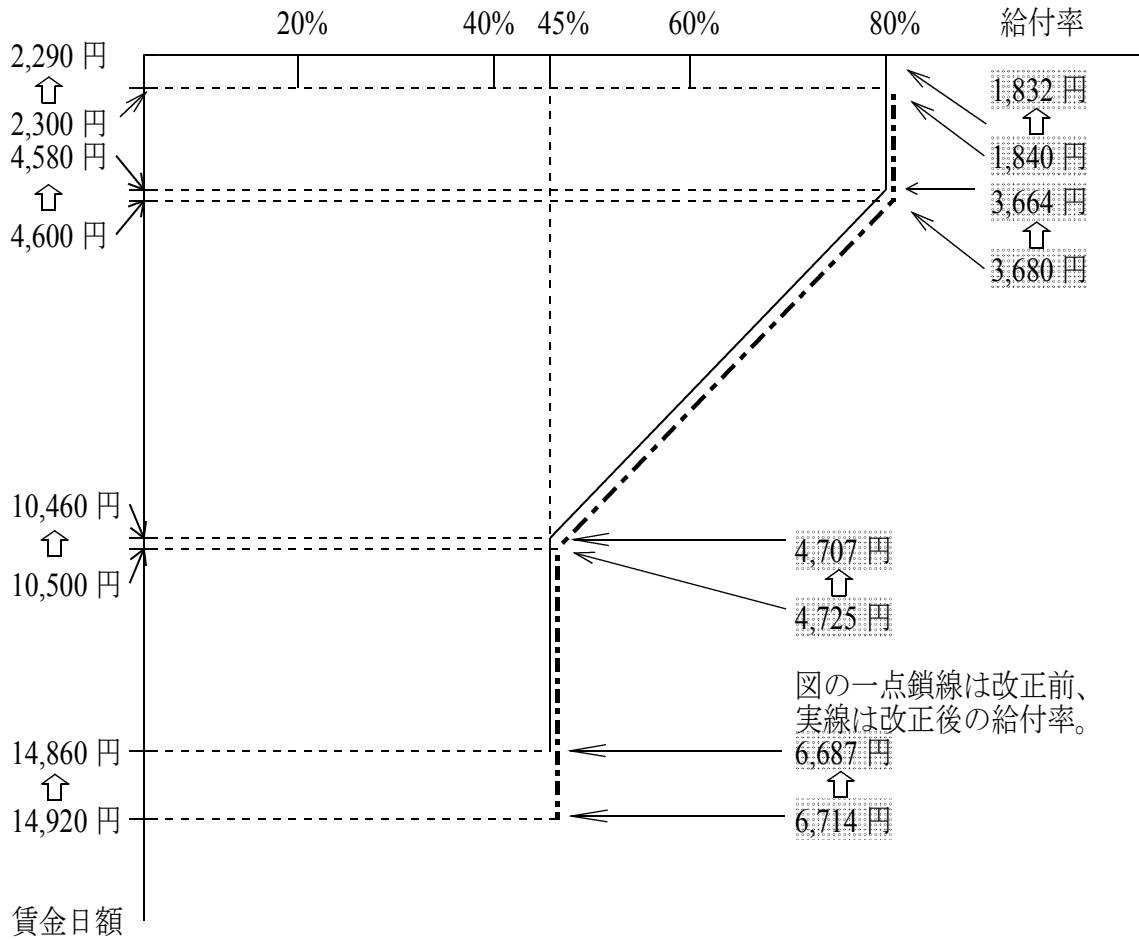 20% 40% 45% 60% 80% 給付率
2,290 円
2,300 円
4,580 円
4,600 円
1,832 円
1,840 円
3,664 円
3,680 円
10,460 円
10,500 円
4,707 円
4,725 円
図の一点鎖線は改正前、
実線は改正後の給付率。
14,860 円
14,920 円
6,687 円
6,714 円
賃金日額